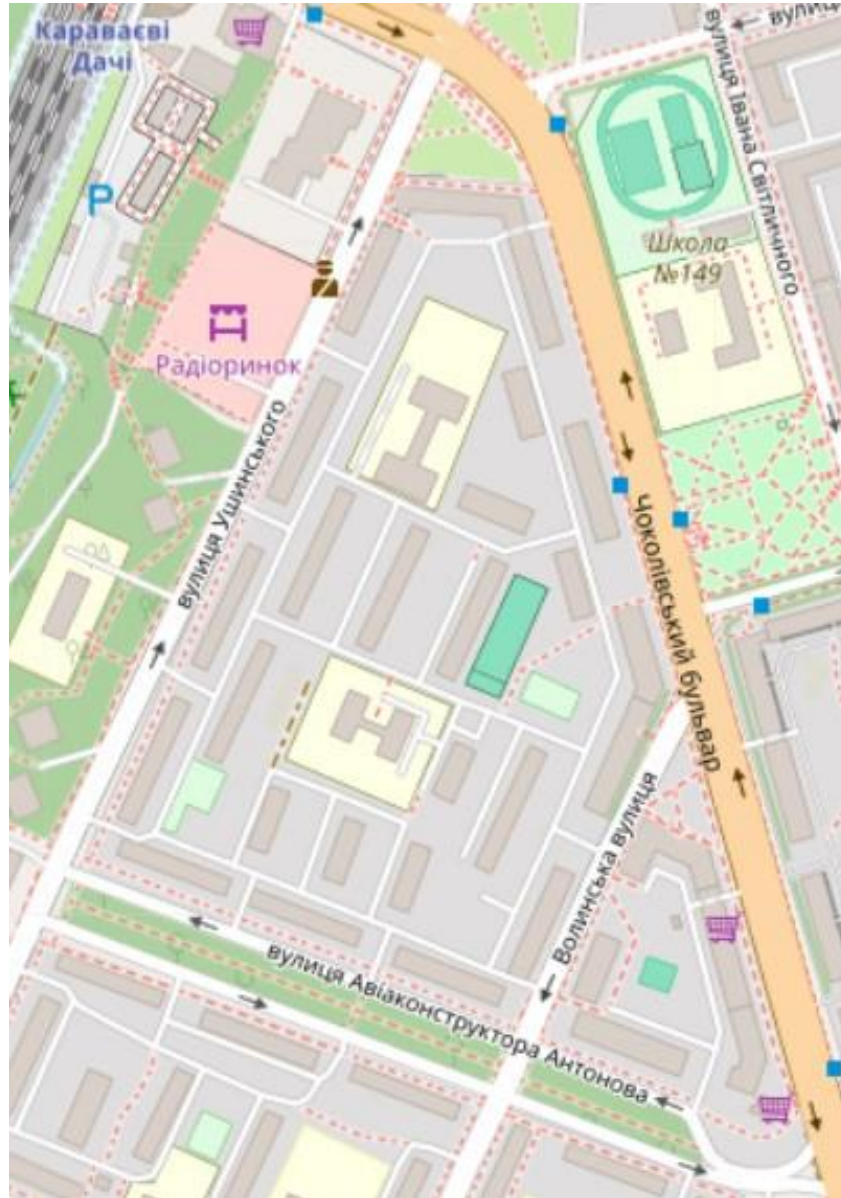 Караваєві
Дачі
вулиця
вулиця Івана Світличного
P
Школа
№149
Радіоринок
вулиця Ушинського
Чоколівський бульвар
Волинська вулиця
вулиця Авіаконструктора Антонова